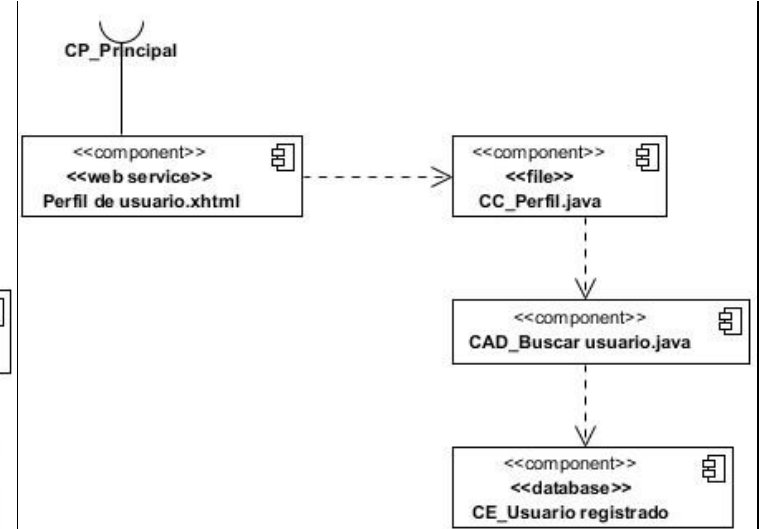 CP_Principal
<<component>>
<<web service>>
Perfil de usuario.xhtml
<<component>>
<<file>>
CC_Perfil.java
<<component>>
CAD_Buscar usuario.java
<<component>>
<<database>>
CE_Usuario registrado